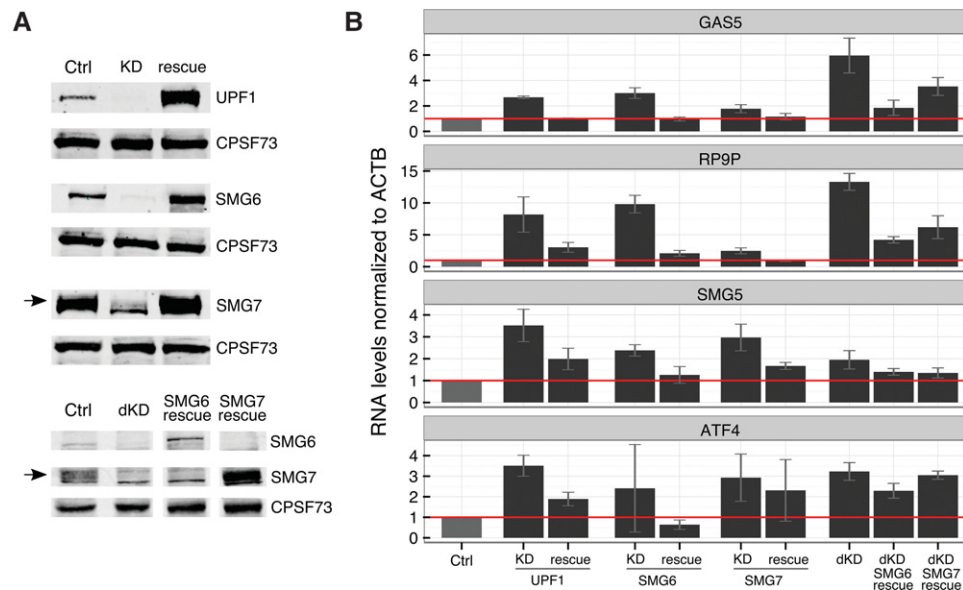 A
Ctrl KD rescue
UPF1
CPSF73
SMG6
CPSF73
SMG7
CPSF73
Ctrl dKD SMG6 rescue SMG7 rescue
SMG6
SMG7
CPSF73
B
RNA levels normalized to ACTB
GAS5
6
4
2
0
RP9P
15
10
5
0
SMG5
4
3
2
1
0
ATF4
4
3
2
1
0
Ctrl
KD rescue
UPF1
KD rescue
SMG6
KD rescue
SMG7
dKD
dKD
SMG6
rescue
dKD
SMG7
rescue